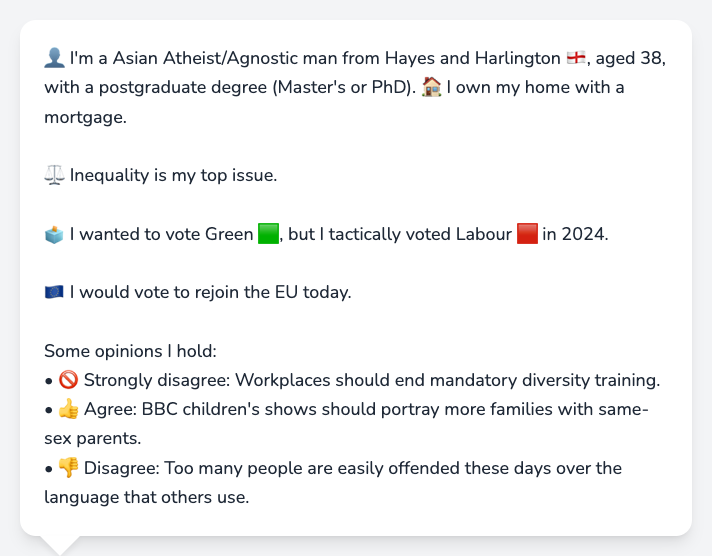 👤 I'm a Asian Atheist/Agnostic man from Hayes and Harlington 🏴󠁧󠁢󠁥󠁮󠁧󠁿, aged 38,
with a postgraduate degree (Master's or PhD). 🏠 I own my home with a
mortgage.
⚖️ Inequality is my top issue.
🗳️ I wanted to vote Green 🟩, but I tactically voted Labour 🟥 in 2024.
🇪🇺 I would vote to rejoin the EU today.
Some opinions I hold:
• 🚫 Strongly disagree: Workplaces should end mandatory diversity training.
• 👍 Agree: BBC children's shows should portray more families with same-
sex parents.
• 👎 Disagree: Too many people are easily offended these days over the
language that others use.